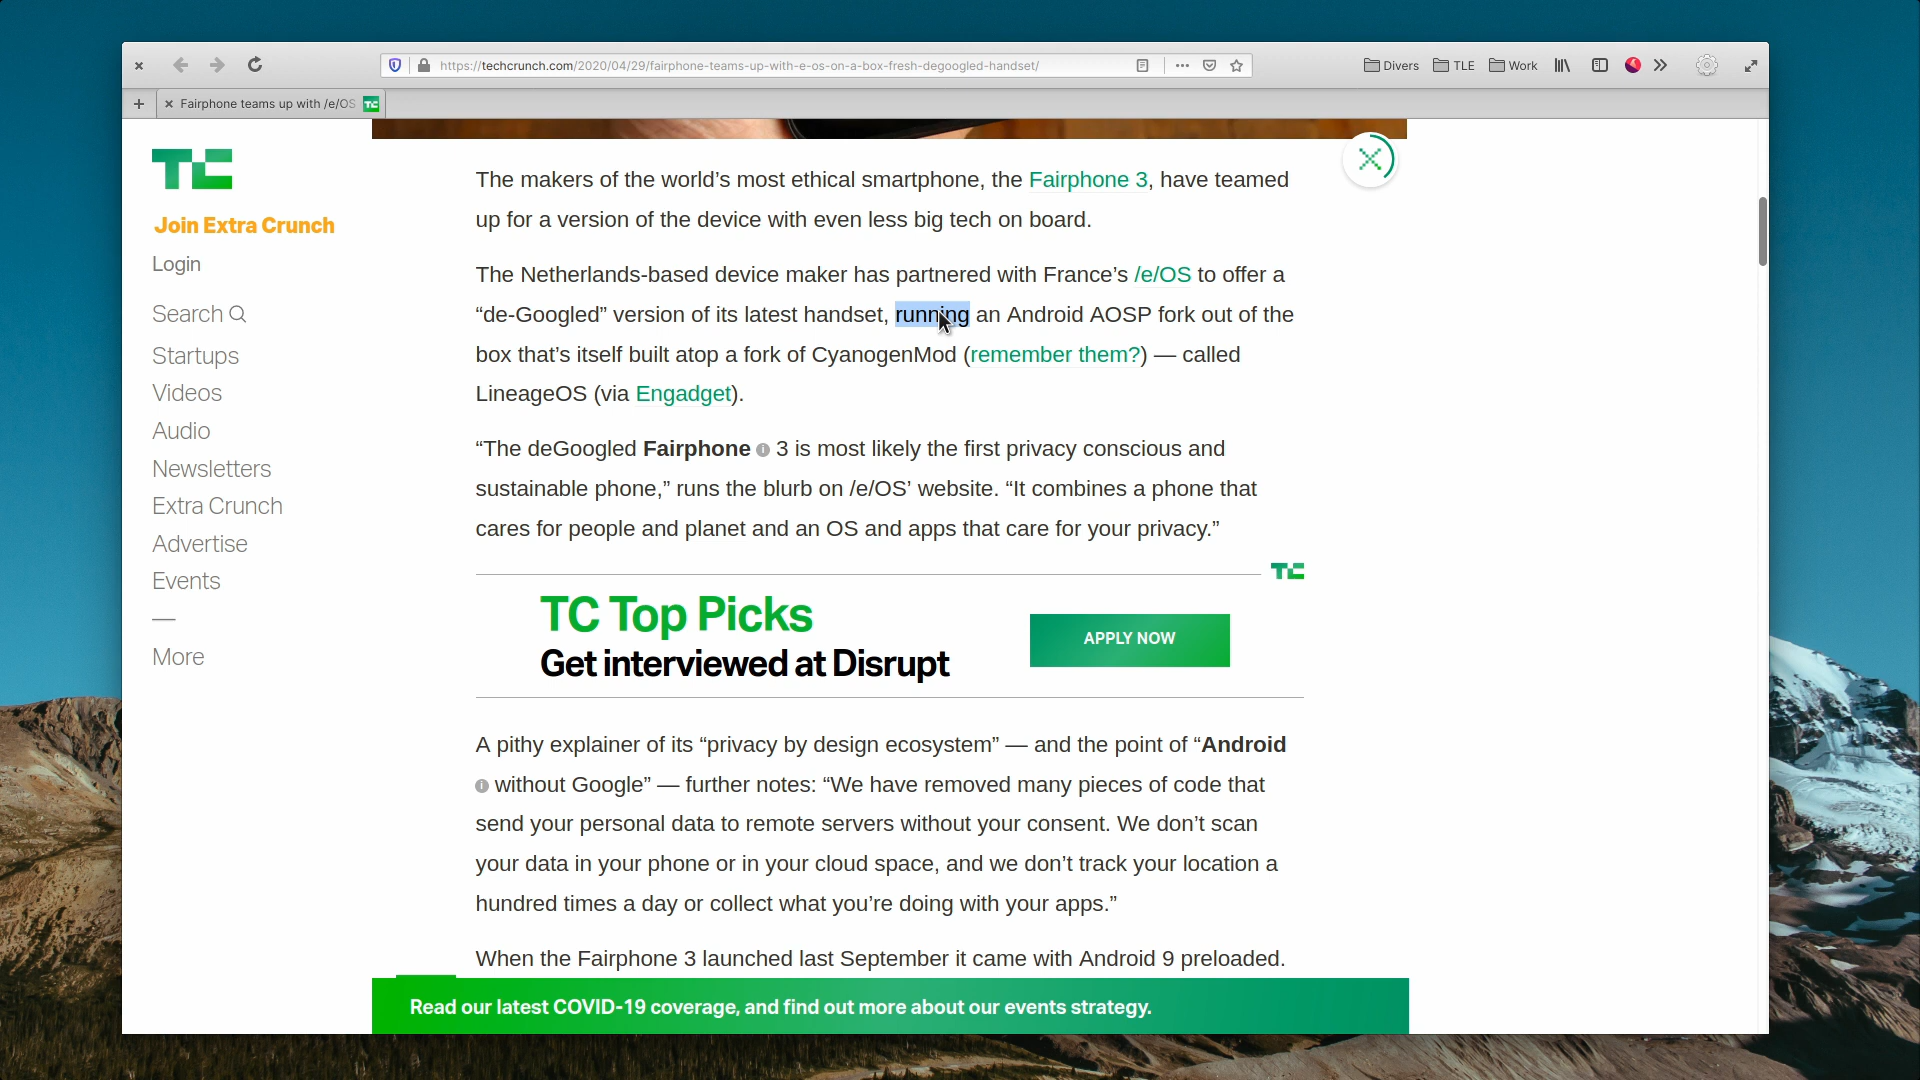 https://techcrunch.com/2020/04/29/fairphone-teams-up-with-e-os-on-a-box-fresh-degoogled-handset/
Divers
TLE
Work
Fairphone teams up with /e/OS
TC
TC
Join Extra Crunch
Login
Search
Startups
Videos
Audio
Newsletters
Extra Crunch
Advertise
Events
—
More
The makers of the world’s most ethical smartphone, the Fairphone 3, have teamed
up for a version of the device with even less big tech on board.
The Netherlands-based device maker has partnered with France’s /e/OS to offer a
“de-Googled” version of its latest handset, running an Android AOSP fork out of the
box that’s itself built atop a fork of CyanogenMod (remember them?) — called
LineageOS (via Engadget).
“The deGoogled Fairphone 3 is most likely the first privacy conscious and
sustainable phone,” runs the blurb on /e/OS’ website. “It combines a phone that
cares for people and planet and an OS and apps that care for your privacy.”
TC
TC Top Picks
Get interviewed at Disrupt
APPLY NOW
A pithy explainer of its “privacy by design ecosystem” — and the point of “Android
without Google” — further notes: “We have removed many pieces of code that
send your personal data to remote servers without your consent. We don’t scan
your data in your phone or in your cloud space, and we don’t track your location a
hundred times a day or collect what you’re doing with your apps.”
When the Fairphone 3 launched last September it came with Android 9 preloaded.
Read our latest COVID-19 coverage, and find out more about our events strategy.